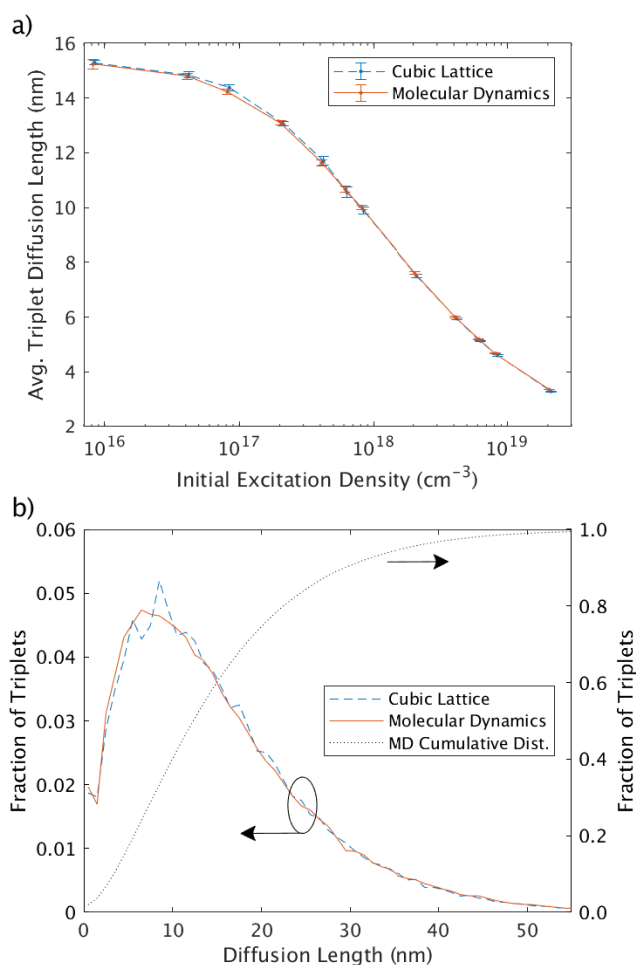 a)
16
14
12
10
8
6
4
2
Avg. Triplet Diffusion Length (nm)
Cubic Lattice
Molecular Dynamics
10^16 10^17 10^18 10^19
Initial Excitation Density (cm^−3)
b)
0.06
0.05
0.04
0.03
0.02
0.01
0
Fraction of Triplets
1.0
0.8
0.6
0.4
0.2
0.0
Fraction of Triplets
Cubic Lattice
Molecular Dynamics
MD Cumulative Dist.
0 10 20 30 40 50
Diffusion Length (nm)